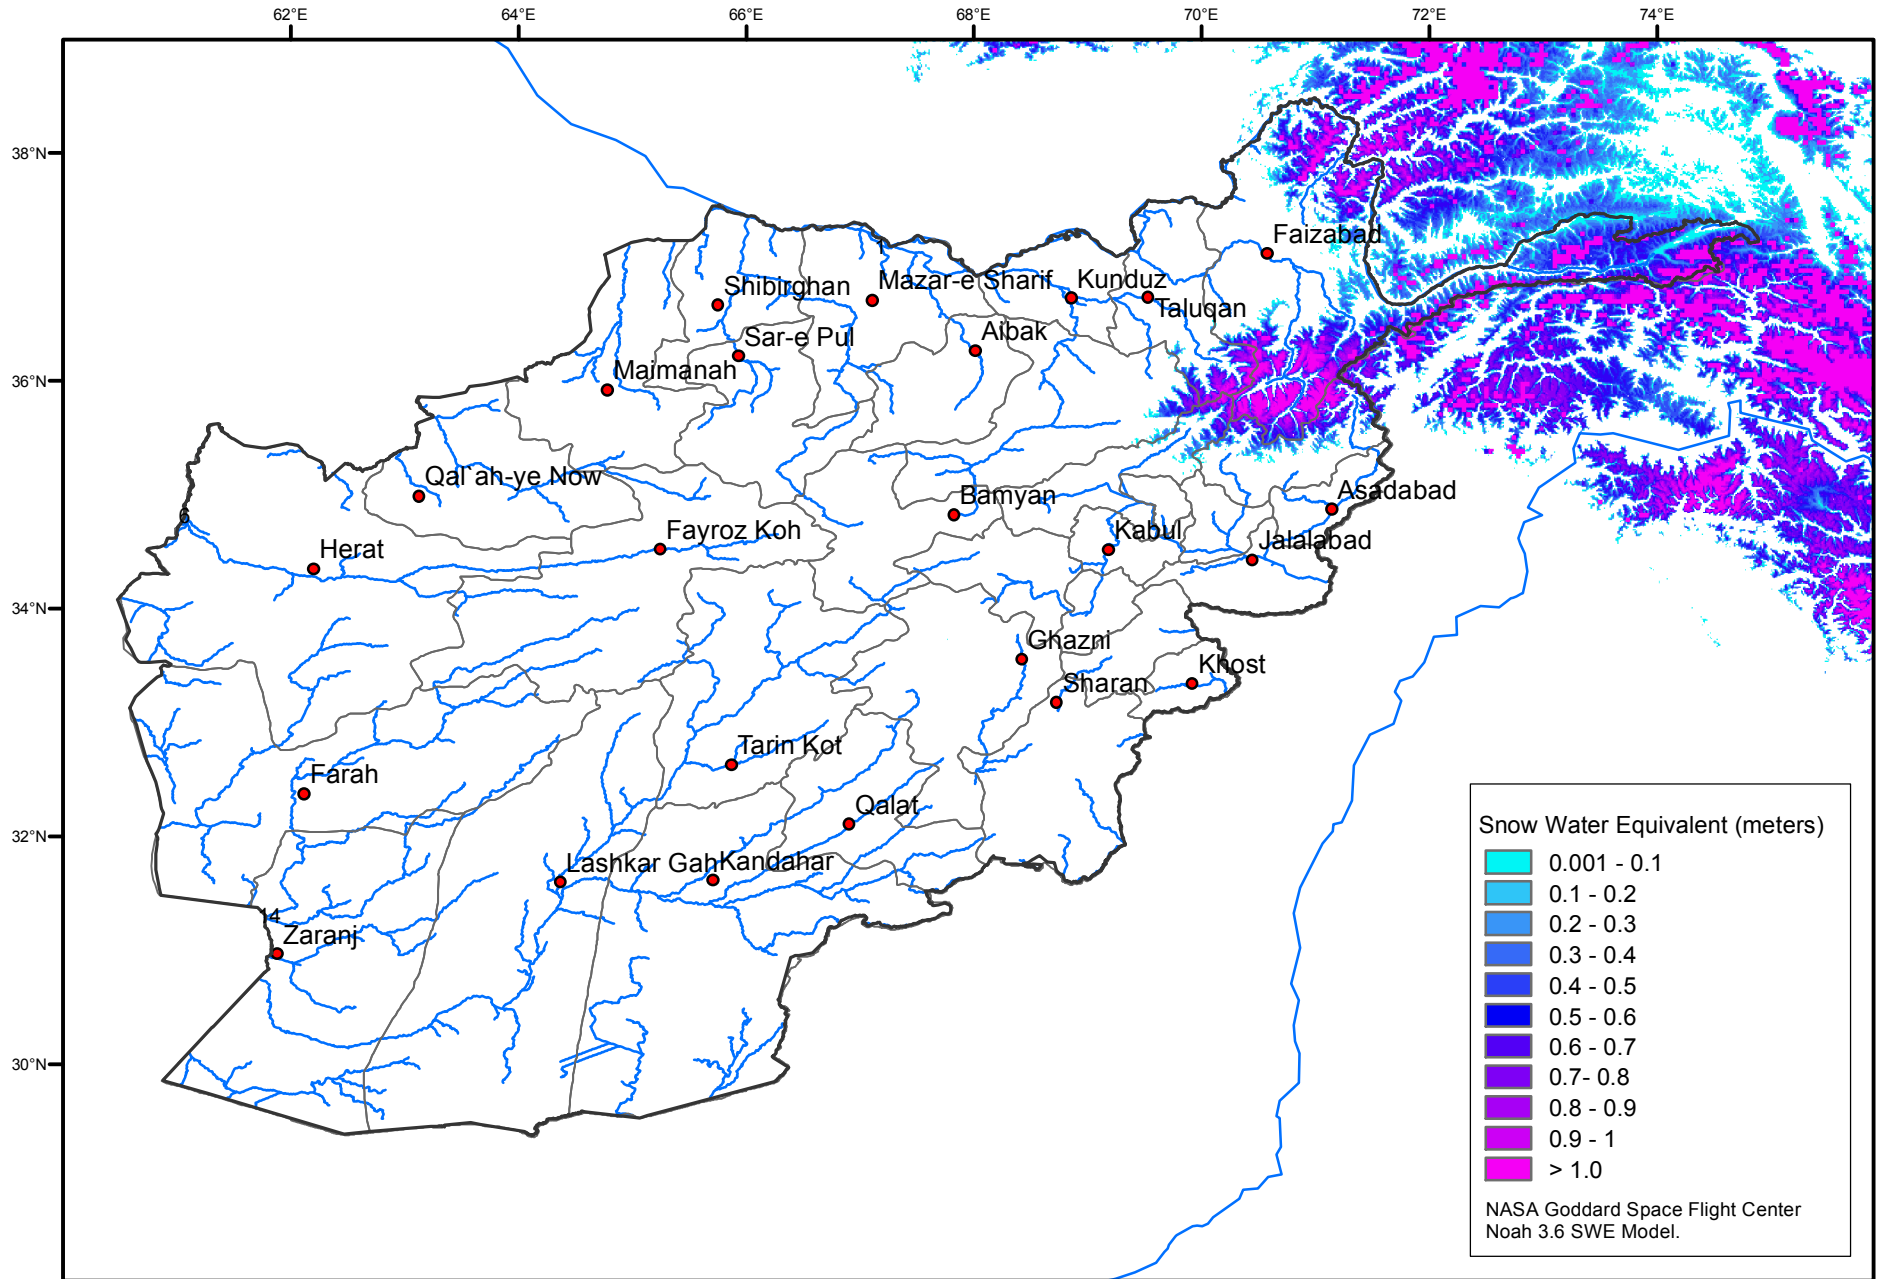 62°E 64°E 66°E 68°E 70°E 72°E 74°E
38°N
Faizabad
1
Shibirghan Mazar-e Sharif Kunduz
Taluqan
Sar-e Pul Aibak
36°N
Maimanah
Qal`ah-ye Now
Bamyan Asadabad
6
Fayroz Koh Kabul
Herat Jalalabad
34°N
Ghazni
Khost
Sharan
Tarin Kot
Farah
Qalat
32°N
Lashkar Gah Kandahar
14
Zaranj
30°N
Snow Water Equivalent (meters)
0.001 - 0.1
0.1 - 0.2
0.2 - 0.3
0.3 - 0.4
0.4 - 0.5
0.5 - 0.6
0.6 - 0.7
0.7- 0.8
0.8 - 0.9
0.9 - 1
> 1.0
NASA Goddard Space Flight Center
Noah 3.6 SWE Model.